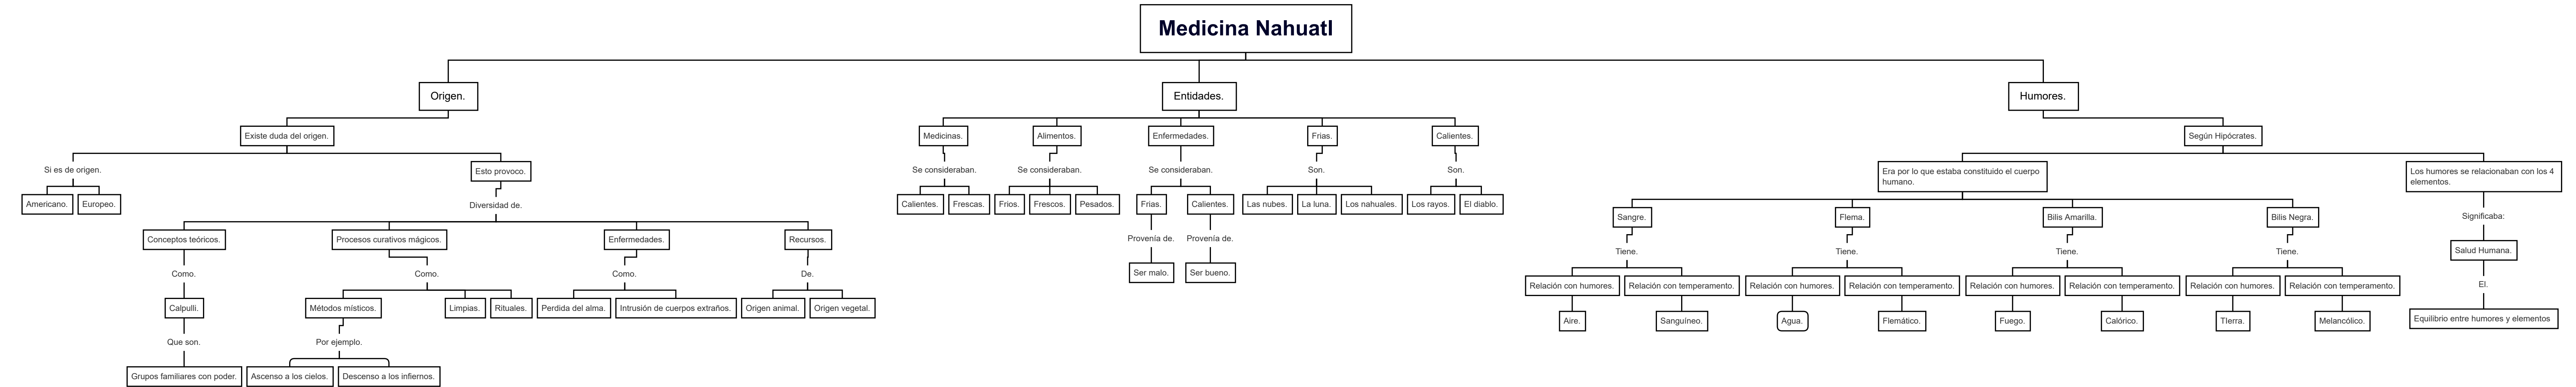 Medicina Nahuatl
Origen.
Entidades.
Humores.
Existe duda del origen.
Medicinas.
Alimentos.
Enfermedades.
Frias.
Calientes.
Según Hipócrates.
Si es de origen.
Esto provoco.
Se consideraban.
Se consideraban.
Se consideraban.
Son.
Son.
Era por lo que estaba constituido el cuerpo
humano.
Los humores se relacionaban con los 4
elementos.
Americano.
Europeo.
Diversidad de.
Calientes.
Frescas.
Frios.
Frescos.
Pesados.
Frias.
Calientes.
Las nubes.
La luna.
Los nahuales.
Los rayos.
El diablo.
Sangre.
Flema.
Bilis Amarilla.
Bilis Negra.
Significaba:
Conceptos teóricos.
Procesos curativos mágicos.
Enfermedades.
Recursos.
Provenía de.
Provenía de.
Tiene.
Tiene.
Tiene.
Tiene.
Salud Humana.
Como.
Como.
Como.
De.
Ser malo.
Ser bueno.
Relación con humores.
Relación con temperamento.
Relación con humores.
Relación con temperamento.
Relación con humores.
Relación con temperamento.
Relación con humores.
Relación con temperamento.
El.
Calpulli.
Métodos místicos.
Limpias.
Rituales.
Perdida del alma.
Intrusión de cuerpos extraños.
Origen animal.
Origen vegetal.
Aire.
Sanguíneo.
Agua.
Flemático.
Fuego.
Calórico.
TIerra.
Melancólico.
Equilibrio entre humores y elementos
Que son.
Por ejemplo.
Grupos familiares con poder.
Ascenso a los cielos.
Descenso a los infiernos.